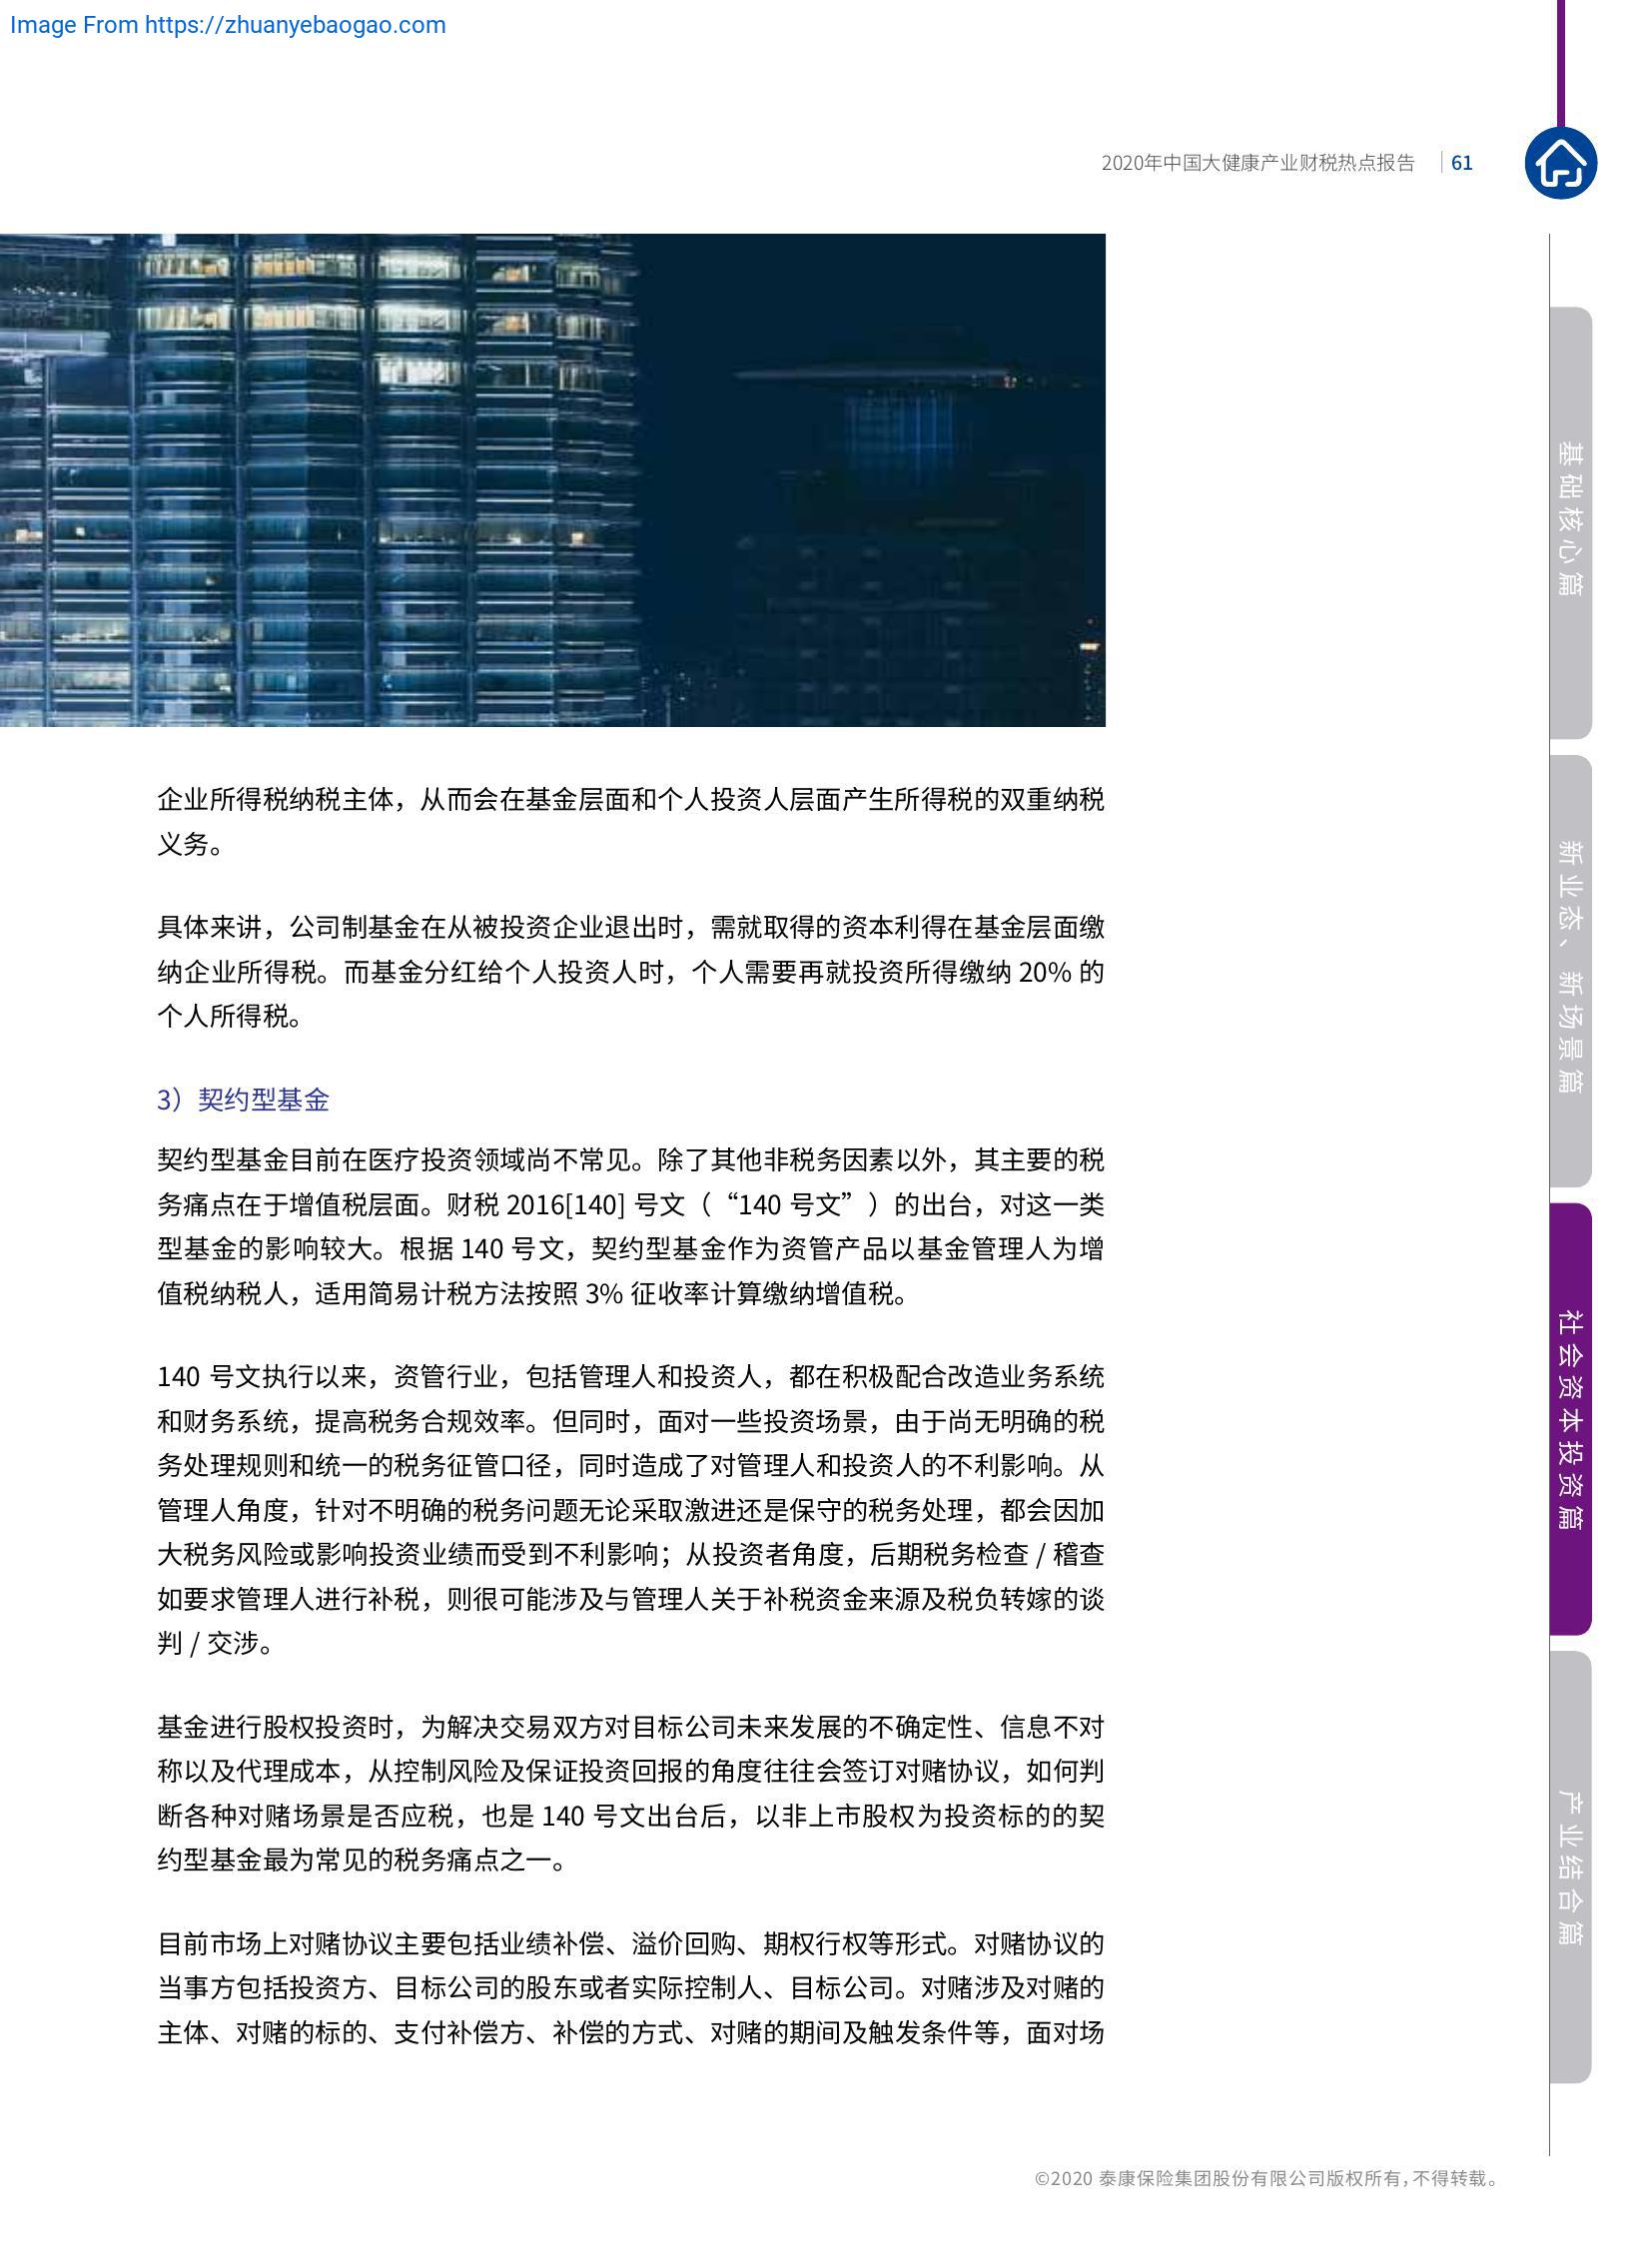 Image From https://zhuanyebaogao.com
2020年中国大健康产业财税热点报告 61
企业所得税纳税主体，从而会在基金层面和个人投资人层面产生所得税的双重纳税
义务。
具体来讲，公司制基金在从被投资企业退出时，需就取得的资本利得在基金层面缴
纳企业所得税。而基金分红给个人投资人时，个人需要再就投资所得缴纳 20% 的
个人所得税。
3）契约型基金
契约型基金目前在医疗投资领域尚不常见。除了其他非税务因素以外，其主要的税
务痛点在于增值税层面。财税 2016[140] 号文（“140 号文”）的出台，对这一类
型基金的影响较大。根据 140 号文，契约型基金作为资管产品以基金管理人为增
值税纳税人，适用简易计税方法按照 3% 征收率计算缴纳增值税。
140 号文执行以来，资管行业，包括管理人和投资人，都在积极配合改造业务系统
和财务系统，提高税务合规效率。但同时，面对一些投资场景，由于尚无明确的税
务处理规则和统一的税务征管口径，同时造成了对管理人和投资人的不利影响。从
管理人角度，针对不明确的税务问题无论采取激进还是保守的税务处理，都会因加
大税务风险或影响投资业绩而受到不利影响；从投资者角度，后期税务检查 / 稽查
如要求管理人进行补税，则很可能涉及与管理人关于补税资金来源及税负转嫁的谈
判 / 交涉。
基金进行股权投资时，为解决交易双方对目标公司未来发展的不确定性、信息不对
称以及代理成本，从控制风险及保证投资回报的角度往往会签订对赌协议，如何判
断各种对赌场景是否应税，也是 140 号文出台后，以非上市股权为投资标的的契
约型基金最为常见的税务痛点之一。
目前市场上对赌协议主要包括业绩补偿、溢价回购、期权行权等形式。对赌协议的
当事方包括投资方、目标公司的股东或者实际控制人、目标公司。对赌涉及对赌的
主体、对赌的标的、支付补偿方、补偿的方式、对赌的期间及触发条件等，面对场
基础核心篇
新业态、新场景篇
社会资本投资篇
产业结合篇
©2020 泰康保险集团股份有限公司版权所有，不得转载。